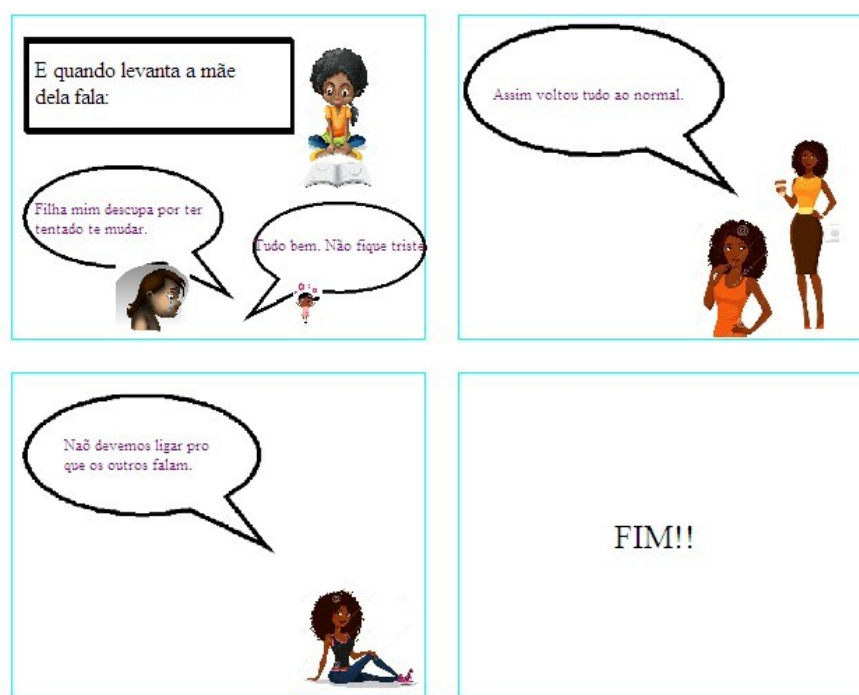 E quando levanta a mãe
dela fala:
Filha mim descupa por ter
tentado te mudar.
Tudo bem. Não fique triste
Assim voltou tudo ao normal.
Naõ devemos ligar pro
que os outros falam.
FIM!!